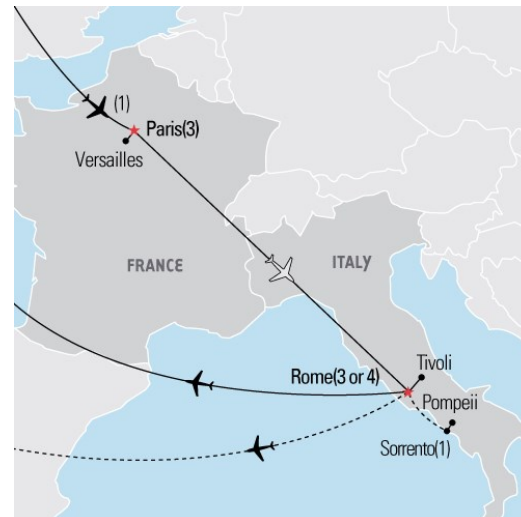 (1)
Paris(3)
Versailles
FRANCE
ITALY
Tivoli
Rome(3 or 4)
Pompeii
Sorrento(1)